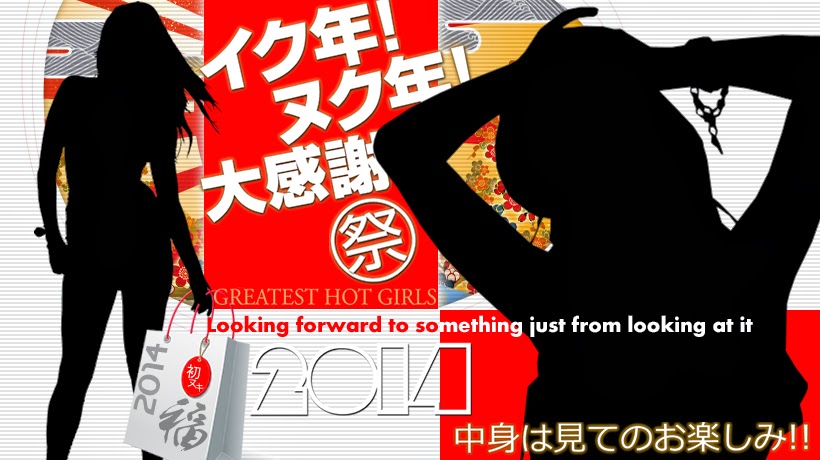 イク年!
ヌク年!
大感謝
祭
GREATEST HOT GIRLS
Looking forward to something just from looking at it
2014
2014
初
ヌキ
福
中身は見てのお楽しみ!!